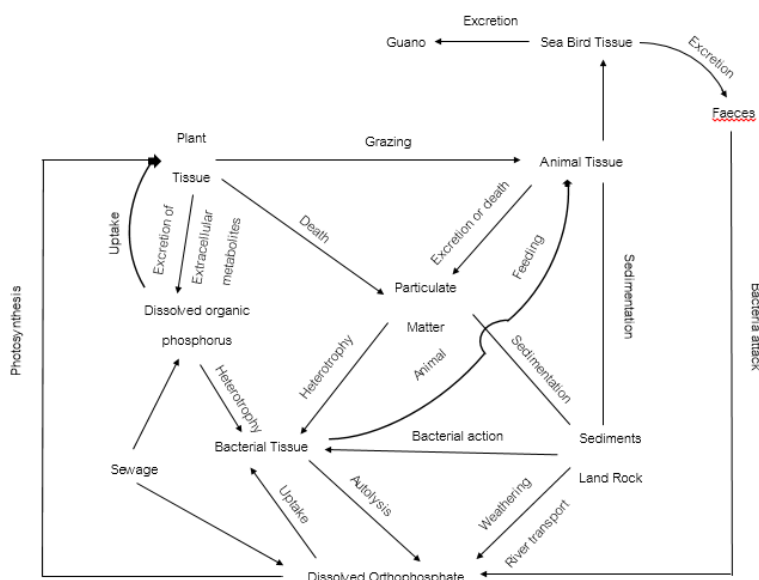 Excretion
Guano
Sea Bird Tissue
Excretion
Faeces
Plant
Tissue
Grazing
Animal Tissue
Uptake
Excretion of
Extracellular
metabolites
Death
Excretion or death
Feeding
Sedimentation
Bacteria attack
Photosynthesis
Dissolved organic
phosphorus
Particulate
Matter
Heterotrophy
Heterotrophy
Animal
Sedimentation
Bacterial Tissue
Bacterial action
Sediments
Land Rock
Sewage
Uptake
Autolysis
Weathering
River transport
Dissolved Orthophosphate